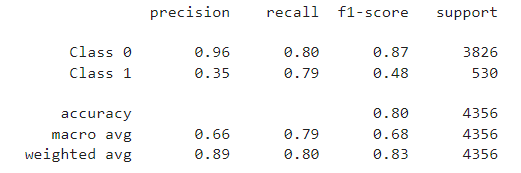 precision recall f1-score support
Class 0 0.96 0.80 0.87 3826
Class 1 0.35 0.79 0.48 530
accuracy 0.80 4356
macro avg 0.66 0.79 0.68 4356
weighted avg 0.89 0.80 0.83 4356